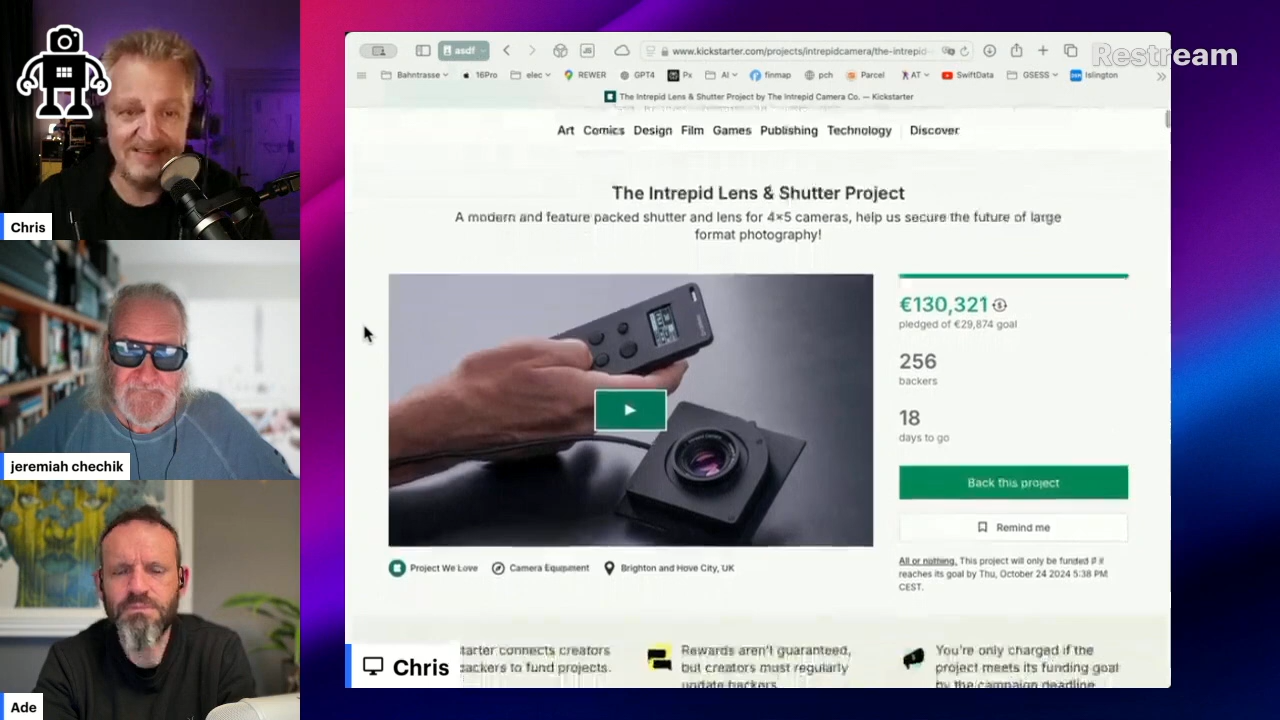 Chris
jeremiah chechik
Ade
Restream
asdf
www.kickstarter.com/projects/intrepidcamera/the-intrepid-
Bahntrasse
16Pro
elec
REWER
GPT4
Px
AI
finmap
pch
Parcel
AT
SwiftData
GSESS
Islington
The Intrepid Lens & Shutter Project by The Intrepid Camera Co. — Kickstarter
Art Comics Design Film Games Publishing Technology Discover
The Intrepid Lens & Shutter Project
A modern and feature packed shutter and lens for 4×5 cameras, help us secure the future of large
format photography!
€130,321
pledged of €29,874 goal
256
backers
18
days to go
Back this project
Remind me
All or nothing. This project will only be funded if it
reaches its goal by Thu, October 24 2024 5:38 PM
CEST.
Project We Love
Camera Equipment
Brighton and Hove City, UK
tarter connects creators
backers to fund projects.
Rewards aren't guaranteed,
but creators must regularly
update backers.
You're only charged if the
project meets its funding goal
by the campaign deadline
Chris